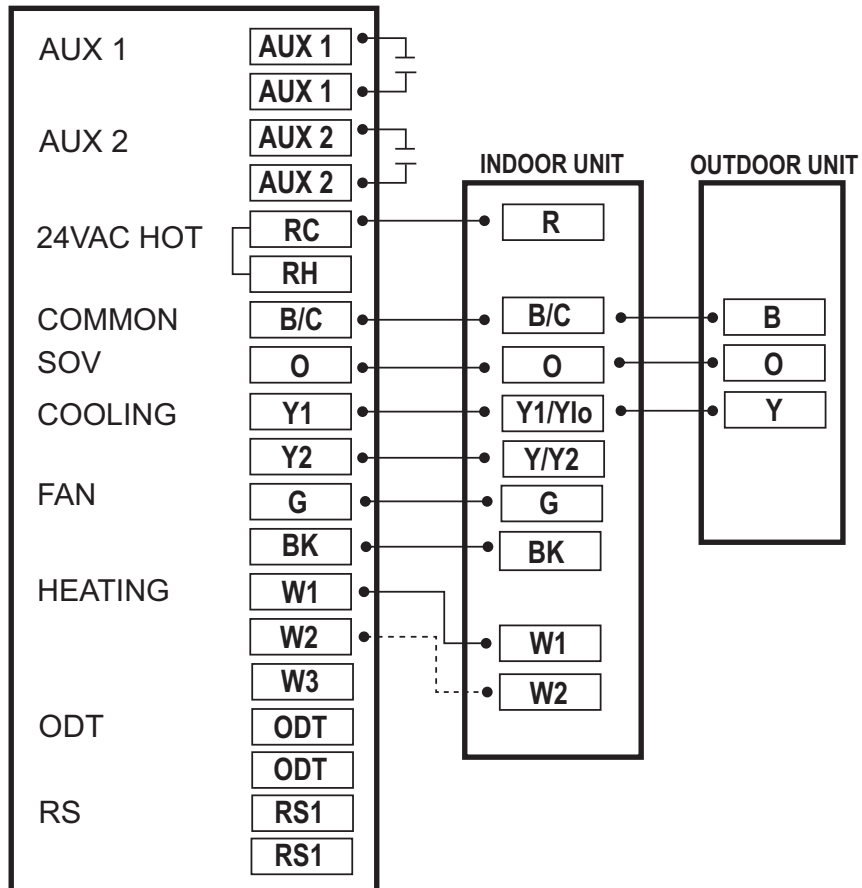 INDOOR UNIT
OUTDOOR UNIT
AUX 1 AUX 1
AUX 1
AUX 2 AUX 2
AUX 2
24VAC HOT RC R
RH
COMMON B/C B/C B
SOV O O O
COOLING Y1 Y1/Ylo Y
Y2 Y/Y2
FAN G G
BK BK
HEATING W1 W1
W2 W2
W3
ODT ODT
ODT
RS RS1
RS1